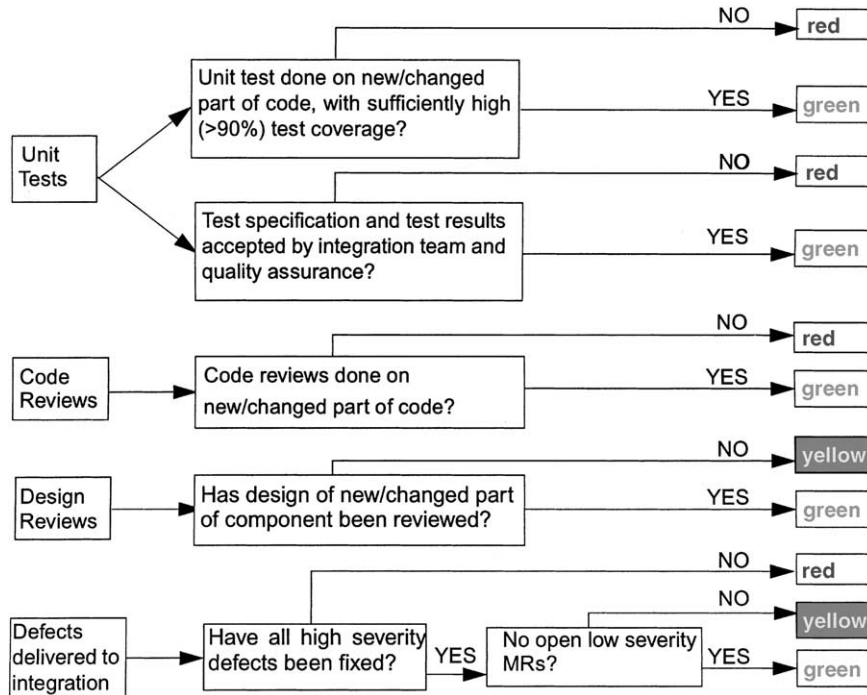 NO
red
Unit test done on new/changed
part of code, with sufficiently high
(>90%) test coverage?
YES
green
Unit
Tests
NO
red
Test specification and test results
accepted by integration team and
quality assurance?
YES
green
NO
red
Code
Reviews
Code reviews done on
new/changed part of code?
YES
green
NO
yellow
Design
Reviews
Has design of new/changed part
of component been reviewed?
YES
green
NO
red
Defects
delivered to
integration
Have all high severity
defects been fixed?
YES
No open low severity
MRs?
NO
yellow
YES
green